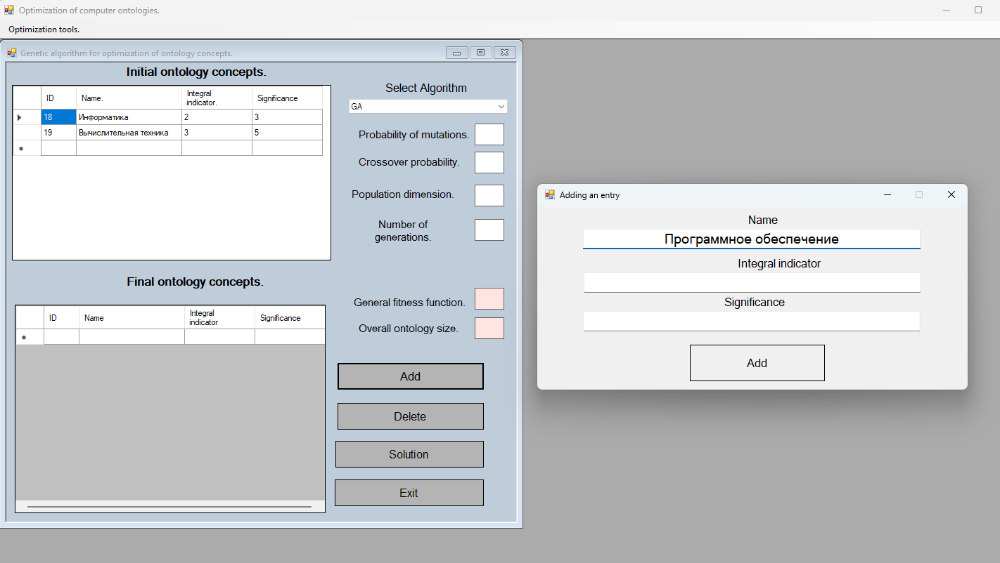 Optimization of computer ontologies.
Optimization tools.
Genetic algorithm for optimization of ontology concepts.
Initial ontology concepts.
ID Name. Integral
indicator. Significance
18 Информатика 2 3
19 Вычислительная техника 3 5
Select Algorithm
GA
Probability of mutations.
Crossover probability.
Population dimension.
Number of
generations.
Final ontology concepts.
ID Name Integral
indicator Significance
General fitness function.
Overall ontology size.
Add
Delete
Solution
Exit
Adding an entry
Name
Программное обеспечение
Integral indicator
Significance
Add